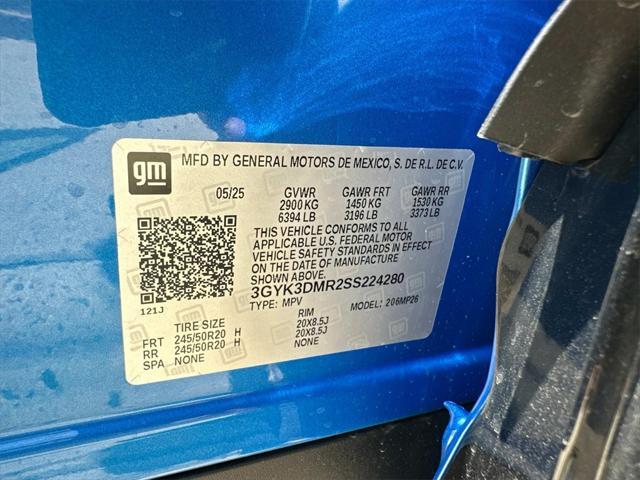 gm
MFD BY GENERAL MOTORS DE MEXICO, S. DE R.L. DE C.V.
05/25 GVWR GAWR FRT GAWR RR
2900 KG 1450 KG 1530 KG
6394 LB 3196 LB 3373 LB
THIS VEHICLE CONFORMS TO ALL
APPLICABLE U.S. FEDERAL MOTOR
VEHICLE SAFETY STANDARDS IN EFFECT
ON THE DATE OF MANUFACTURE
SHOWN ABOVE.
3GYK3DMR2SS224280
TYPE: MPV MODEL: 206MP26
121J
TIRE SIZE RIM
FRT 245/50R20 H 20X8.5J
RR 245/50R20 H 20X8.5J
SPA NONE NONE